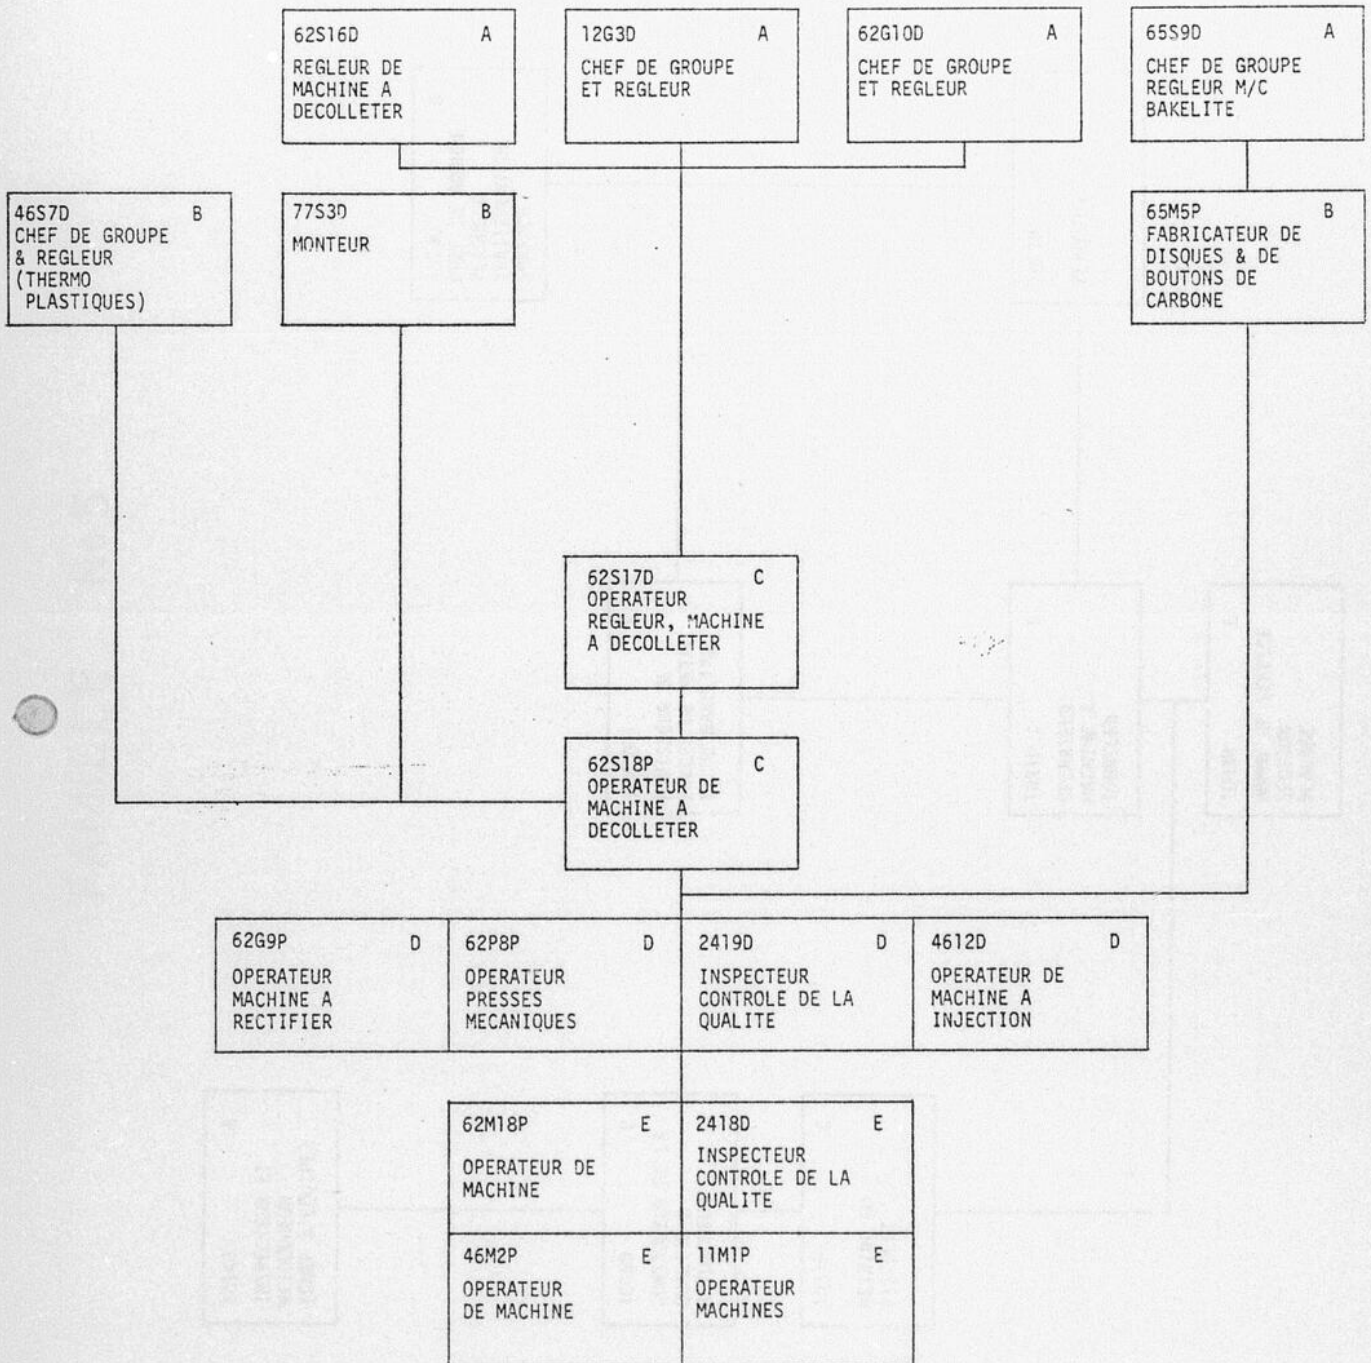 62S16D A
REGLEUR DE
MACHINE A
DECOLLETER
12G3D A
CHEF DE GROUPE
ET REGLEUR
62G10D A
CHEF DE GROUPE
ET REGLEUR
65S9D A
CHEF DE GROUPE
REGLEUR M/C
BAKELITE
46S7D B
CHEF DE GROUPE
& REGLEUR
(THERMO
PLASTIQUES)
77S3D B
MONTEUR
65M5P B
FABRICATEUR DE
DISQUES & DE
BOUTONS DE
CARBONE
62S17D C
OPERATEUR
REGLEUR, MACHINE
A DECOLLETER
62S18P C
OPERATEUR DE
MACHINE A
DECOLLETER
62G9P D
OPERATEUR
MACHINE A
RECTIFIER
62P8P D
OPERATEUR
PRESSES
MECANIQUES
2419D D
INSPECTEUR
CONTROLE DE LA
QUALITE
4612D D
OPERATEUR DE
MACHINE A
INJECTION
62M18P E
OPERATEUR DE
MACHINE
2418D E
INSPECTEUR
CONTROLE DE LA
QUALITE
46M2P E
OPERATEUR
DE MACHINE
11M1P E
OPERATEUR
MACHINES